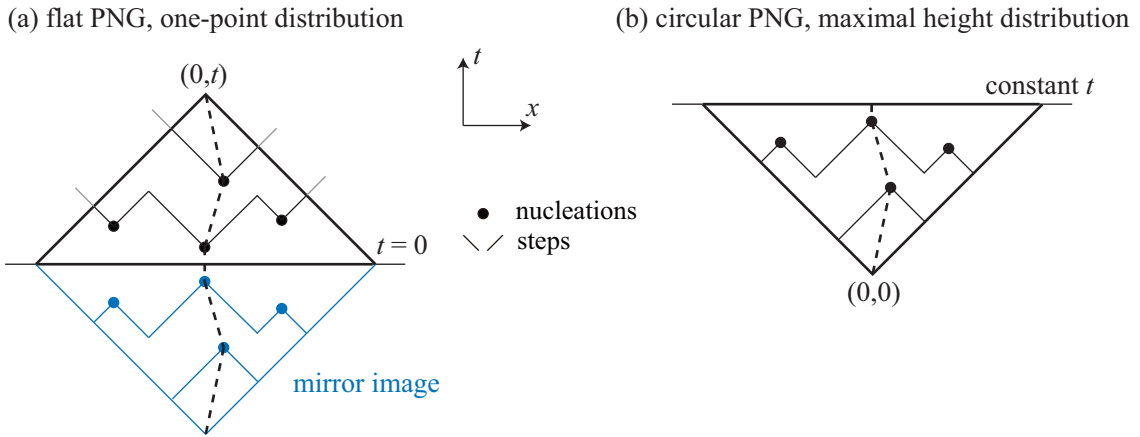 (a) flat PNG, one-point distribution
(b) circular PNG, maximal height distribution
(0,t)
t
x
constant t
nucleations
steps
t = 0
(0,0)
mirror image